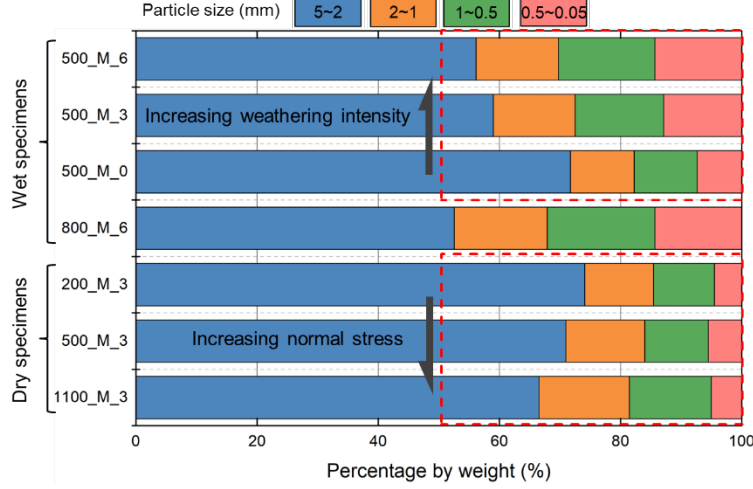 Particle size (mm) 5~2 2~1 1~0.5 0.5~0.05
Wet specimens
500_M_6
500_M_3
500_M_0
800_M_6
Increasing weathering intensity
Dry specimens
200_M_3
500_M_3
1100_M_3
Increasing normal stress
0 20 40 60 80 100
Percentage by weight (%)